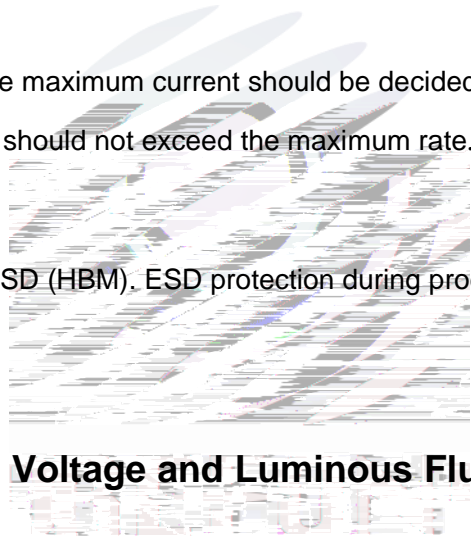 e maximum current should be decided
should not exceed the maximum rate.
SD (HBM). ESD protection during pro
Voltage and Luminous Flu